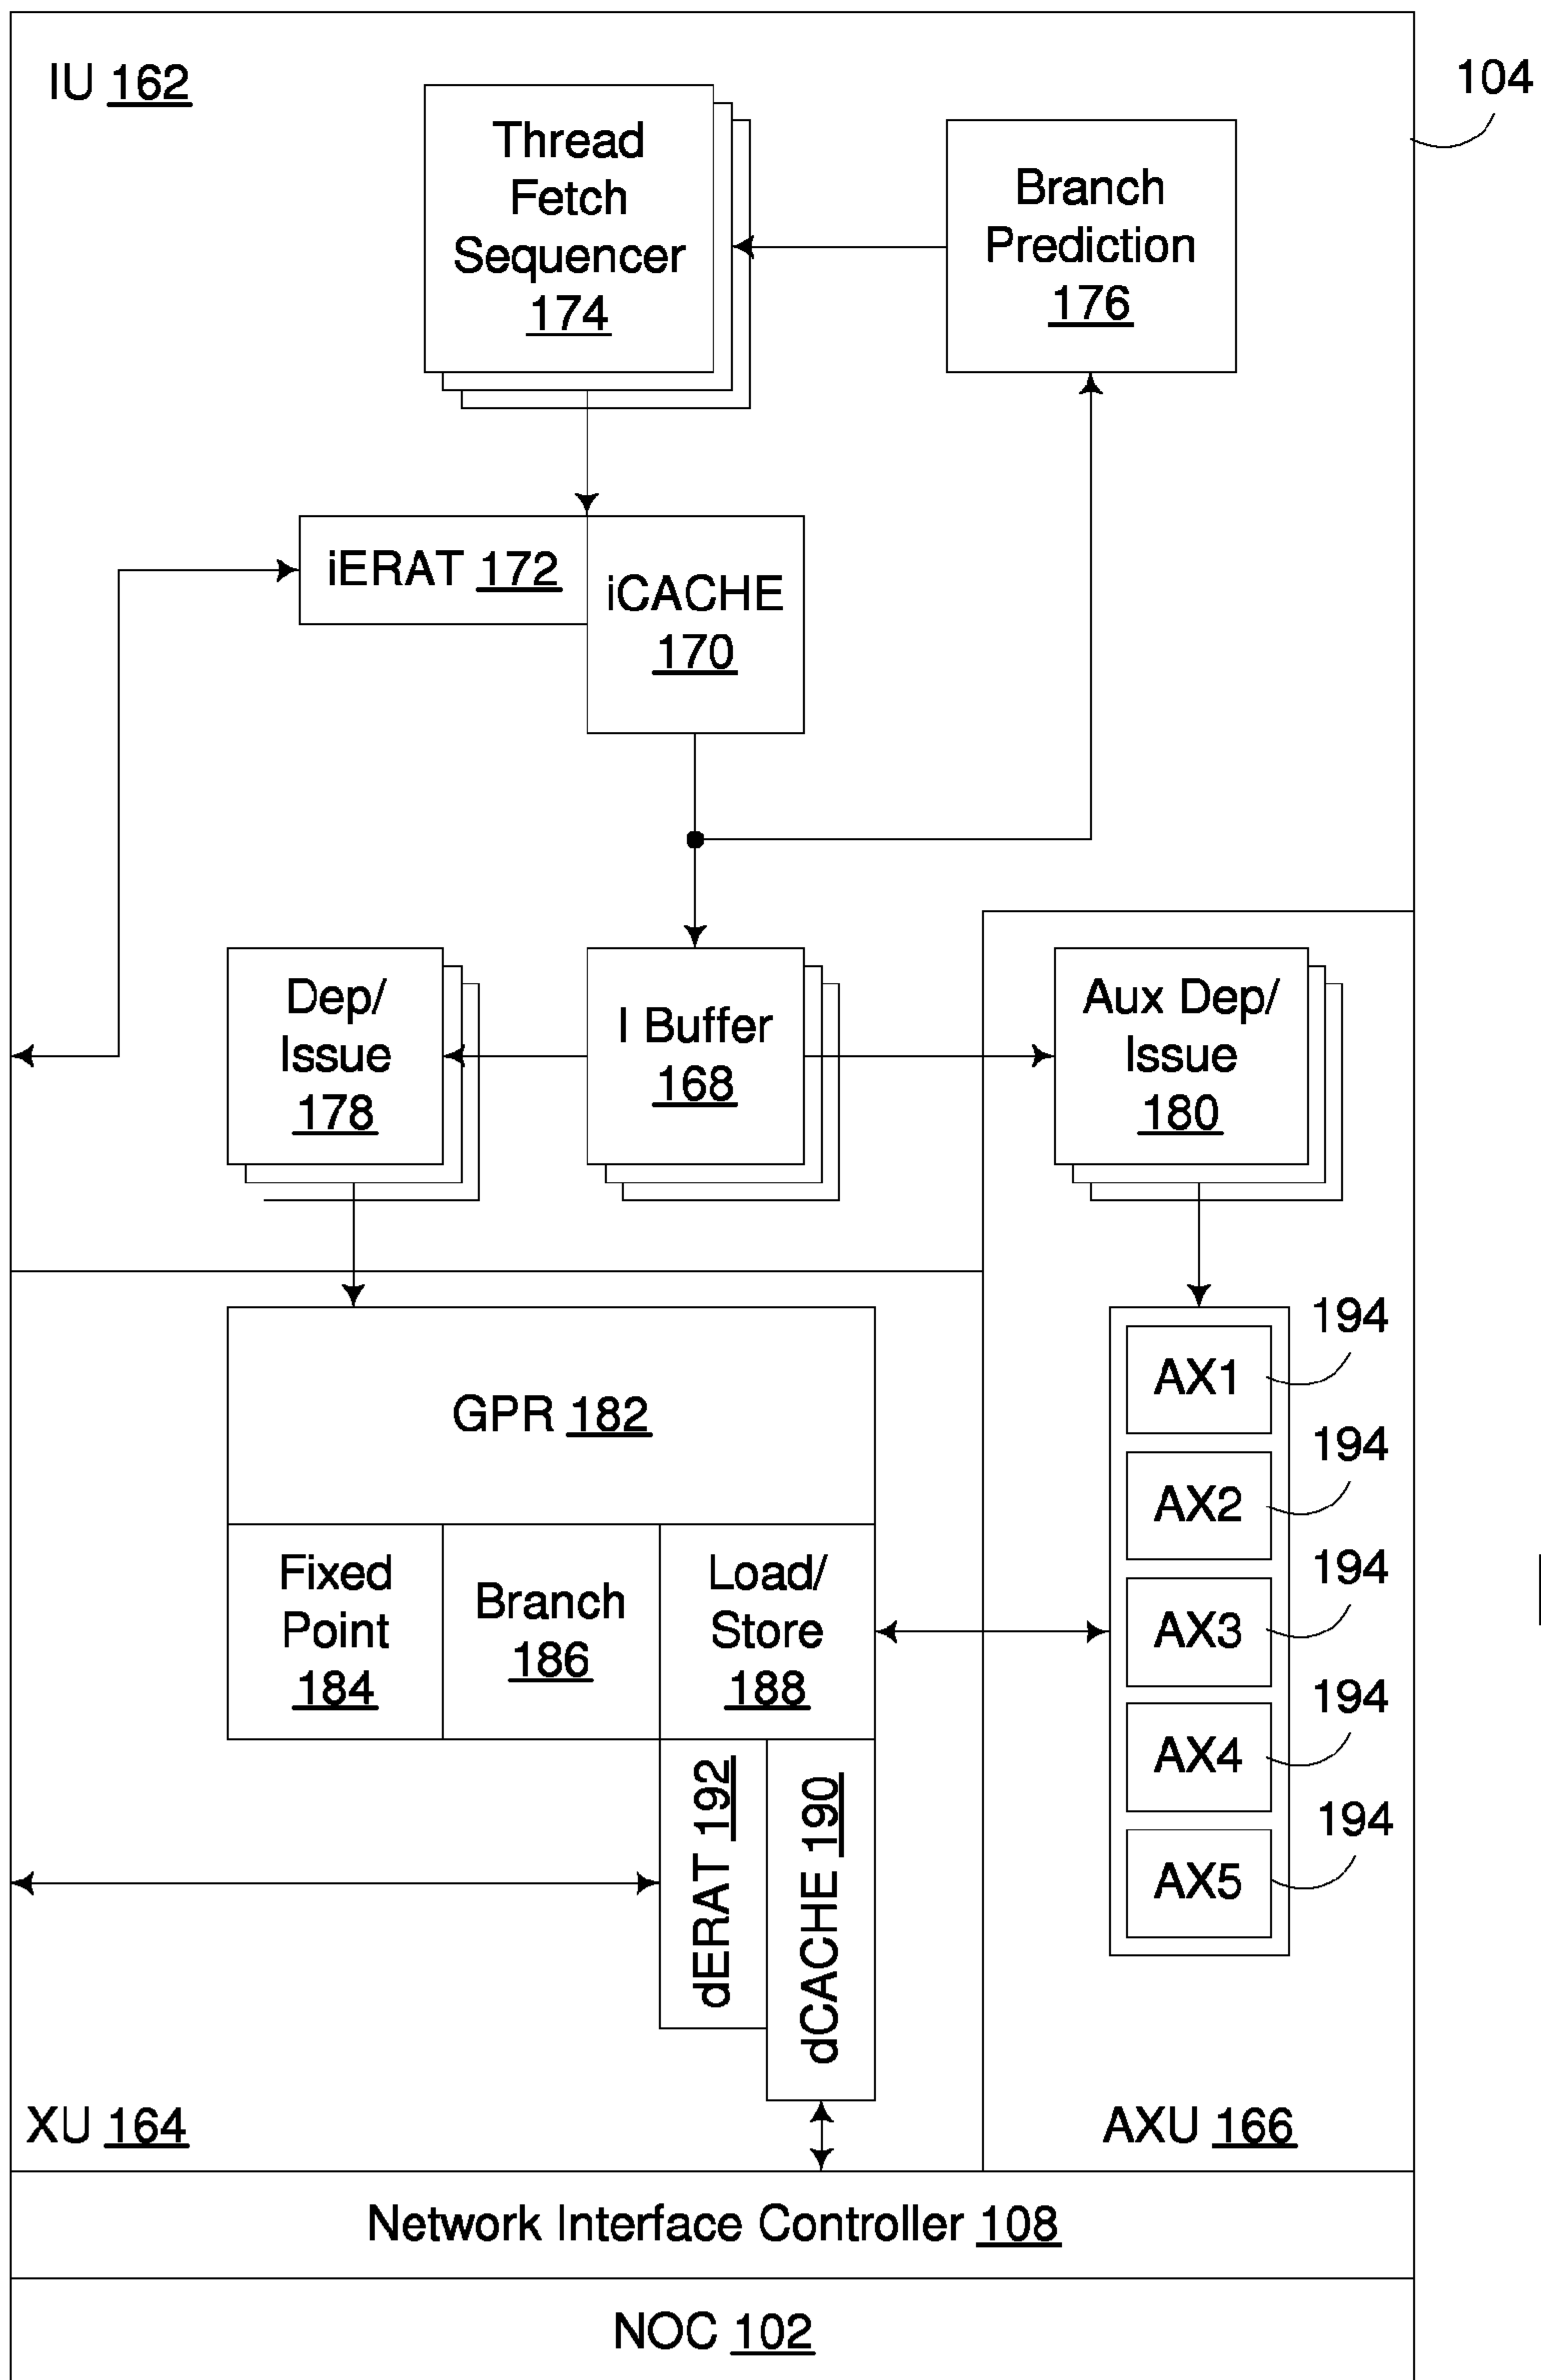 IU 162
104
Thread
Fetch
Sequencer
174
Branch
Prediction
176
iERAT 172
iCACHE
170
Dep/
Issue
178
I Buffer
168
Aux Dep/
Issue
180
GPR 182
Fixed
Point
184
Branch
186
Load/
Store
188
dERAT 192
dCACHE 190
194
AX1
194
AX2
194
AX3
194
AX4
194
AX5
XU 164
AXU 166
Network Interface Controller 108
NOC 102